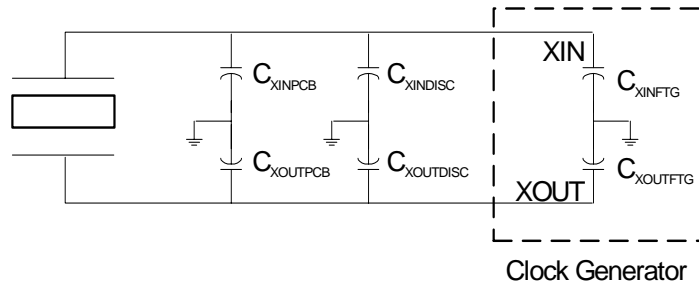 XIN
CXINPCB
CXINDISC
CXINFTG
CXOUTPCB
CXOUTDISC
CXOUTFTG
XOUT
Clock Generator